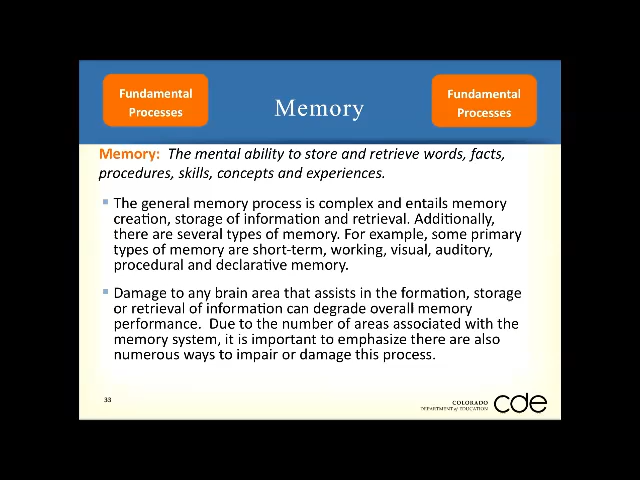 Fundamental
Processes
Memory
Fundamental
Processes
Memory: The mental ability to store and retrieve words, facts,
procedures, skills, concepts and experiences.
The general memory process is complex and entails memory
creation, storage of information and retrieval. Additionally,
there are several types of memory. For example, some primary
types of memory are short-term, working, visual, auditory,
procedural and declarative memory.
Damage to any brain area that assists in the formation, storage
or retrieval of information can degrade overall memory
performance. Due to the number of areas associated with the
memory system, it is important to emphasize there are also
numerous ways to impair or damage this process.
33
COLORADO
DEPARTMENT of EDUCATION
cde